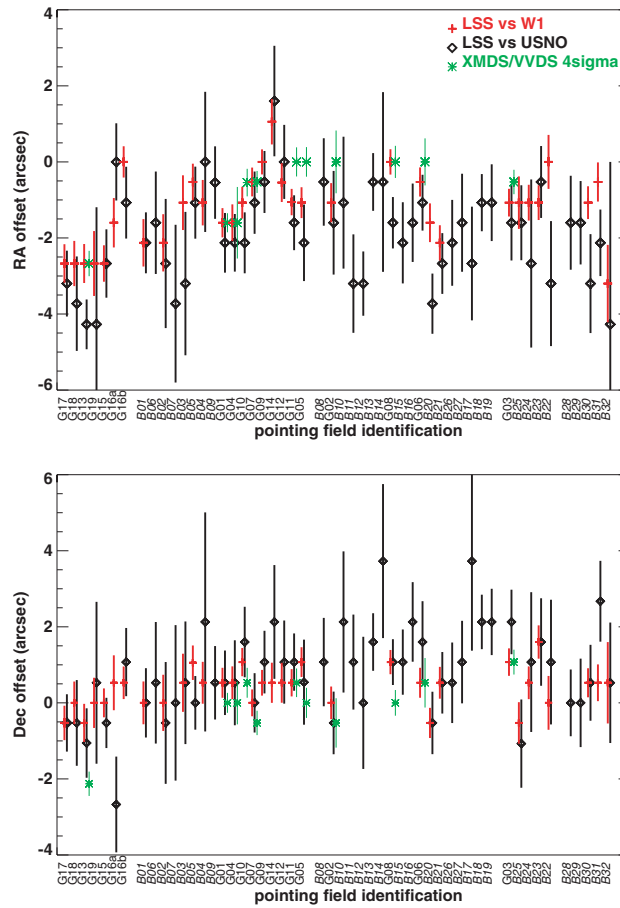 4
2
0
-2
-4
-6
RA offset (arcsec)
LSS vs W1
LSS vs USNO
XMDS/VVDS 4sigma
G17
G18
G13
G19
G15
G16a
G16b
B01
B06
B02
B07
B03
B05
B04
B09
G01
G04
G10
G07
G09
G14
G12
G11
G05
B08
G02
B10
B11
B12
B13
B14
G08
B15
B16
G06
B20
B21
B26
B27
B17
B18
B19
G03
B25
B24
B23
B22
B28
B29
B30
B31
B32
pointing field identification
6
4
2
0
-2
-4
Dec offset (arcsec)
G17
G18
G13
G19
G15
G16a
G16b
B01
B06
B02
B07
B03
B05
B04
B09
G01
G04
G10
G07
G09
G14
G12
G11
G05
B08
G02
B10
B11
B12
B13
B14
G08
B15
B16
G06
B20
B21
B26
B27
B17
B18
B19
G03
B25
B24
B23
B22
B28
B29
B30
B31
B32
pointing field identification